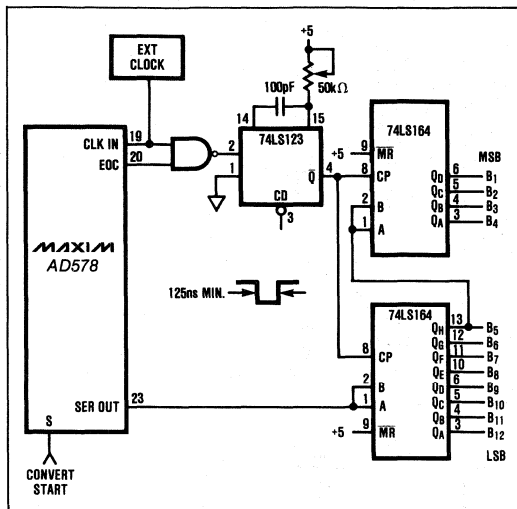 EXT
CLOCK
+5
100pF
50kΩ
14
15
74LS123
2
1
Q̅
4
CD
3
19
CLK IN
20
EOC
MAXIM
AD578
125ns MIN.
23
SER OUT
S
CONVERT
START
74LS164
+5
9
MR
8
CP
2
B
1
A
QD
6
B1
MSB
QC
5
B2
QB
4
B3
QA
3
B4
74LS164
8
CP
2
B
1
A
+5
9
MR
QH
13
B5
QG
12
B6
QF
11
B7
QE
10
B8
QD
6
B9
QC
5
B10
QB
4
B11
QA
3
B12
LSB